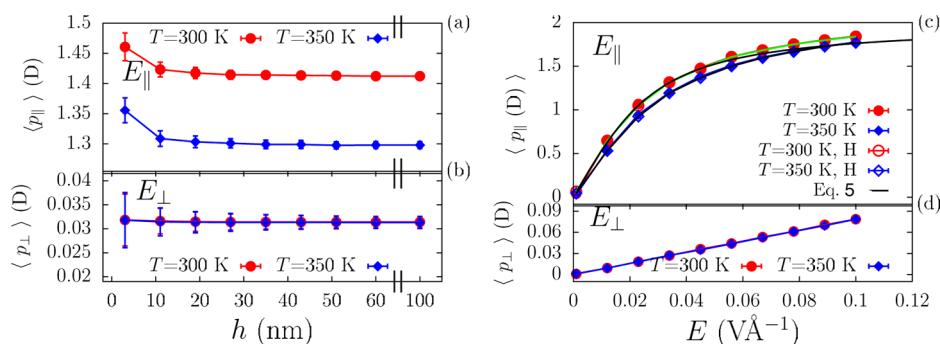 (a)
T=300 K T=350 K
E∥
⟨p∥⟩ (D)
1.5
1.45
1.4
1.35
1.3
(b)
E⊥
⟨ p⊥ ⟩ (D)
0.04
0.035
0.03
0.025
0.02
T=300 K T=350 K
0 10 20 30 40 50 60 100
h (nm)
(c)
E∥
⟨ p∥ ⟩ (D)
2
1.5
1
0.5
0
T=300 K
T=350 K
T=300 K, H
T=350 K, H
Eq. 5
(d)
E⊥
⟨ p⊥ ⟩ (D)
0.09
0.06
0.03
0
T=300 K T=350 K
0 0.02 0.04 0.06 0.08 0.1 0.12
E (VÅ⁻¹)